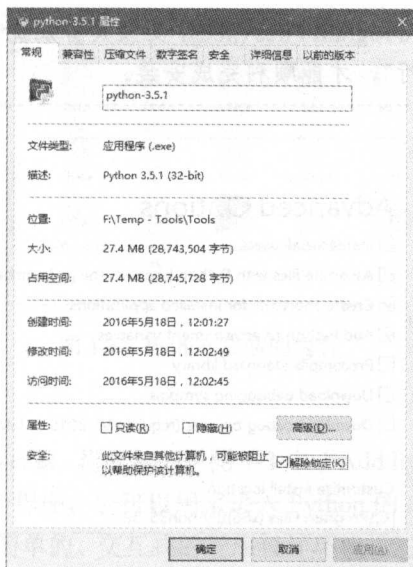 python-3.5.1 属性
常规 兼容性 压缩文件 数字签名 安全 详细信息 以前的版本
python-3.5.1
文件类型: 应用程序 (.exe)
描述: Python 3.5.1 (32-bit)
位置: F:\Temp - Tools\Tools
大小: 27.4 MB (28,743,504 字节)
占用空间: 27.4 MB (28,745,728 字节)
创建时间: 2016年5月18日，12:01:27
修改时间: 2016年5月18日，12:02:49
访问时间: 2016年5月18日，12:02:45
属性: 只读(R) 隐藏(H) 高级(D)...
安全: 此文件来自其他计算机，可能被阻止
以帮助保护该计算机。 解除锁定(K)
确定 取消 应用(A)